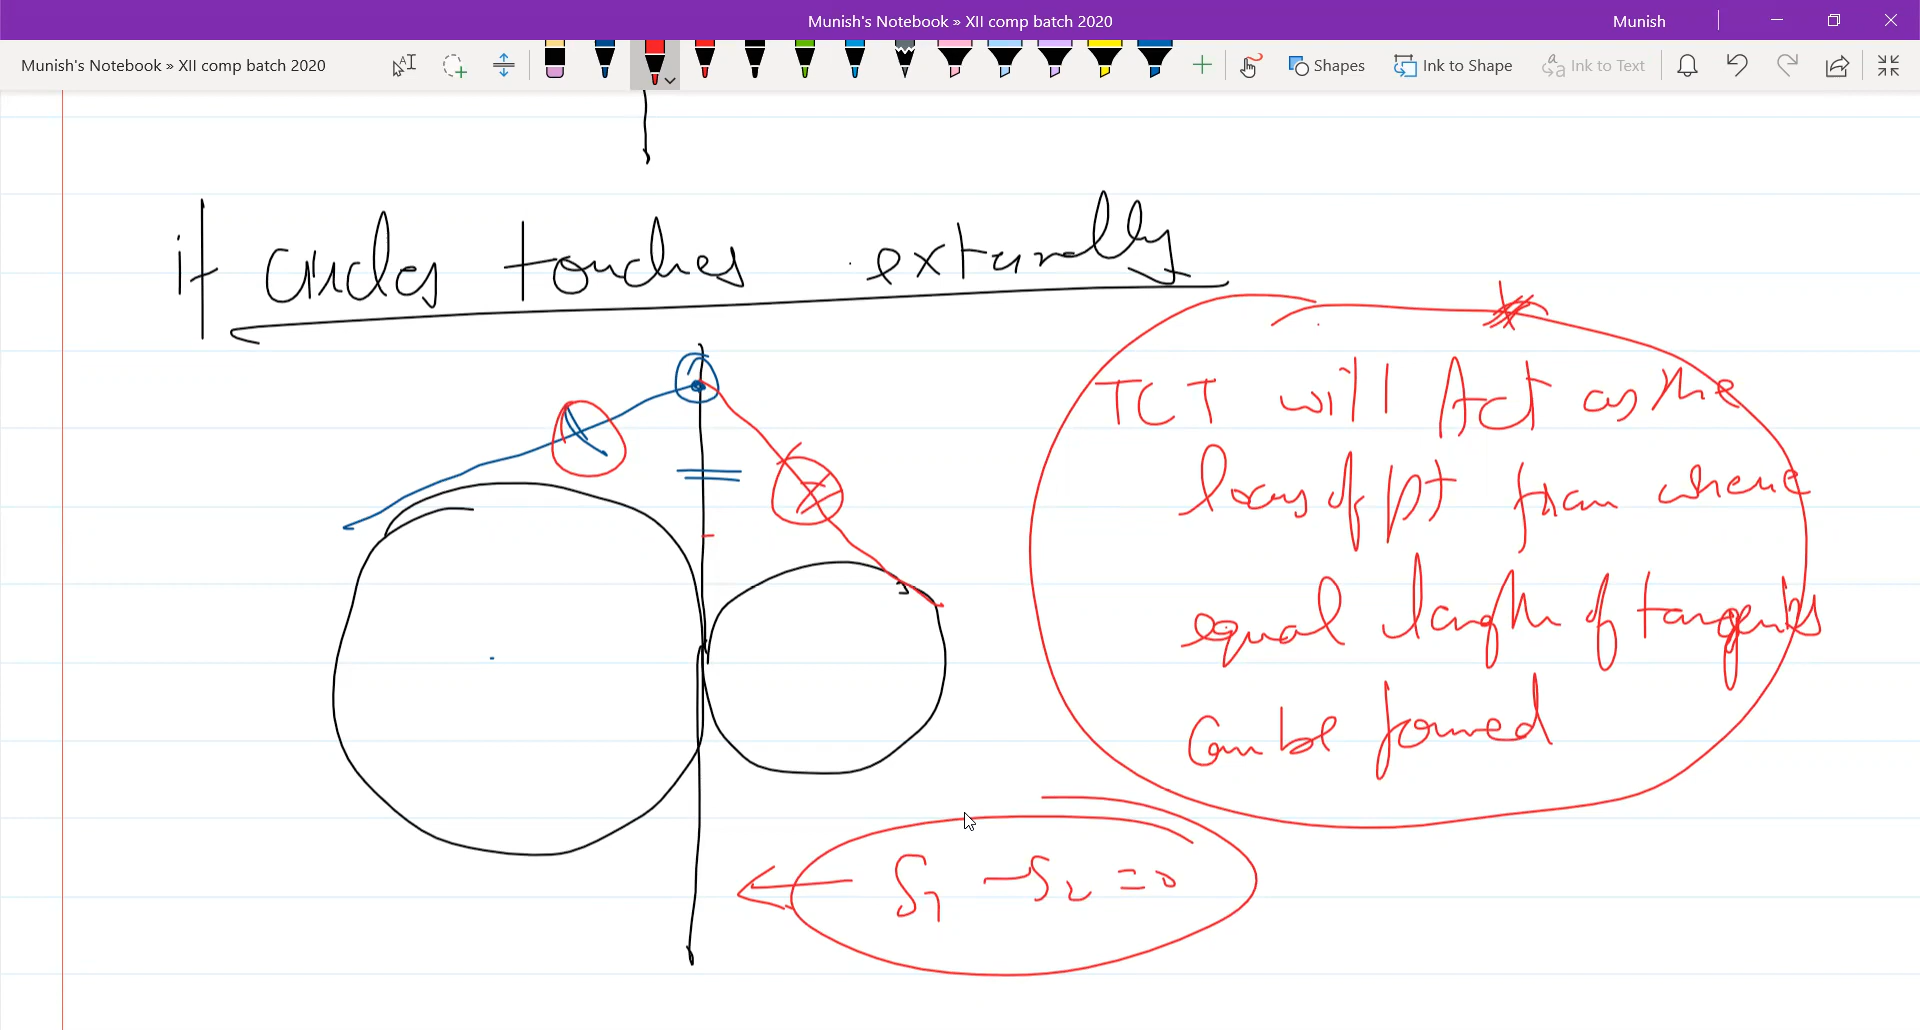 Munish's Notebook » XII comp batch 2020
Munish
Munish's Notebook » XII comp batch 2020
Shapes
Ink to Shape
Ink to Text
if circles touches externally
TCT will Act as the
locus of pt from where
equal length of tangents
Can be formed
S1 - S2 = 0